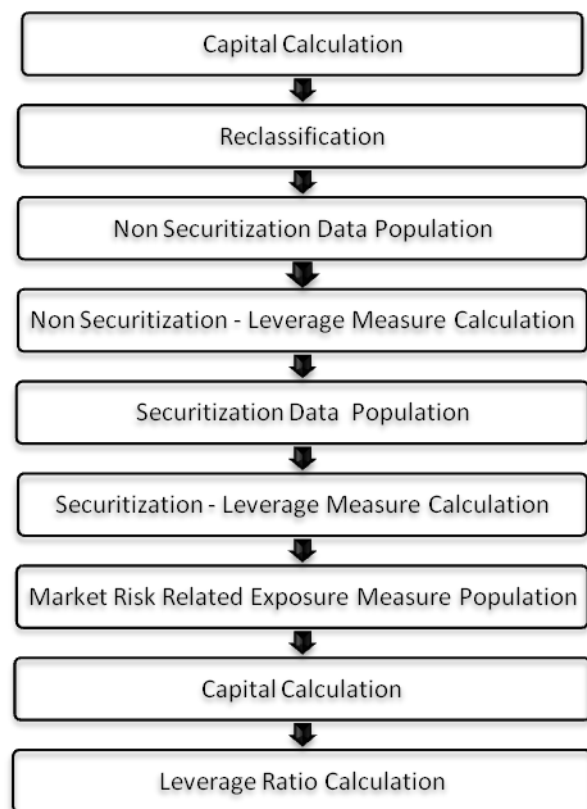 Capital Calculation
Reclassification
Non Securitization Data Population
Non Securitization - Leverage Measure Calculation
Securitization Data Population
Securitization - Leverage Measure Calculation
Market Risk Related Exposure Measure Population
Capital Calculation
Leverage Ratio Calculation